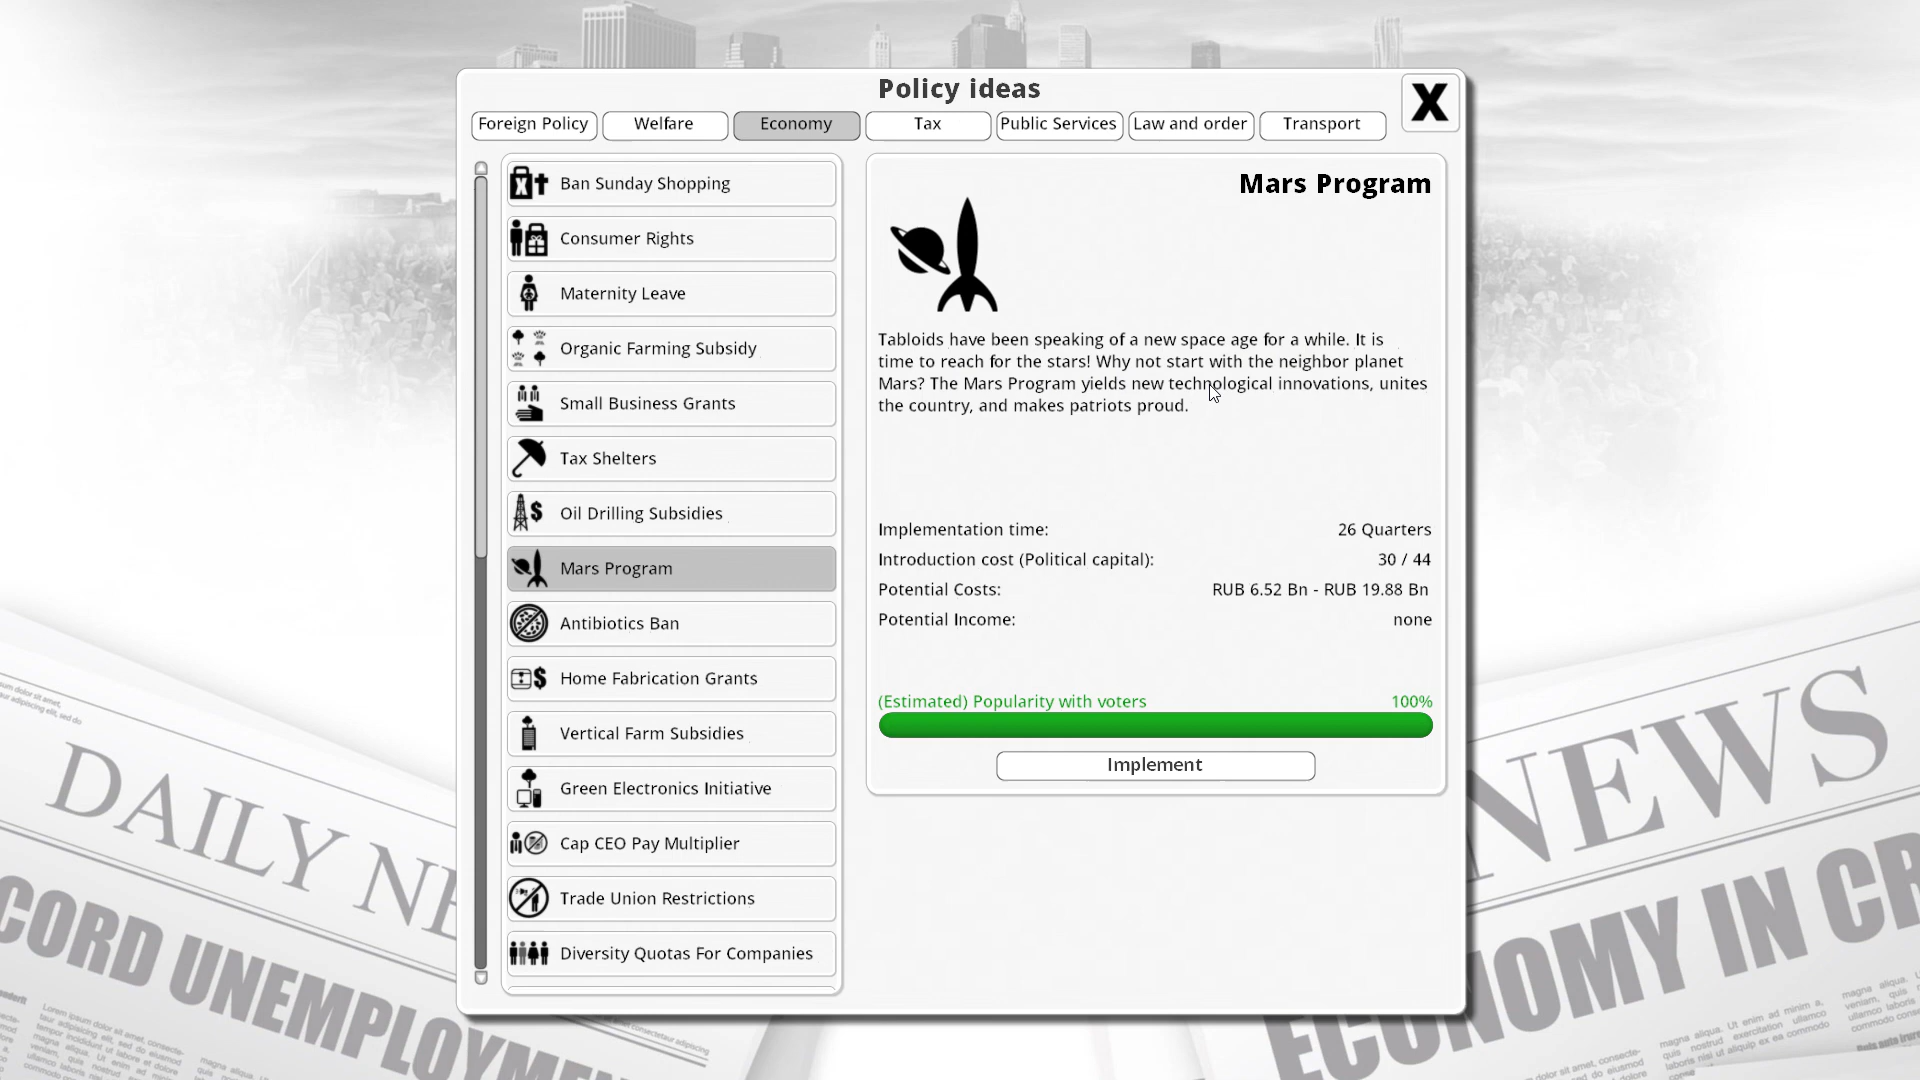 Policy ideas
X
Foreign Policy
Welfare
Economy
Tax
Public Services
Law and order
Transport
Ban Sunday Shopping
Consumer Rights
Maternity Leave
Organic Farming Subsidy
Small Business Grants
Tax Shelters
Oil Drilling Subsidies
Mars Program
Antibiotics Ban
Home Fabrication Grants
Vertical Farm Subsidies
Green Electronics Initiative
Cap CEO Pay Multiplier
Trade Union Restrictions
Diversity Quotas For Companies
Mars Program
Tabloids have been speaking of a new space age for a while. It is
time to reach for the stars! Why not start with the neighbor planet
Mars? The Mars Program yields new technological innovations, unites
the country, and makes patriots proud.
Implementation time: 26 Quarters
Introduction cost (Political capital): 30 / 44
Potential Costs: RUB 6.52 Bn - RUB 19.88 Bn
Potential Income: none
(Estimated) Popularity with voters 100%
Implement
DAILY NE
CORD UNEMPLOYME
NEWS
ECONOMY IN CR